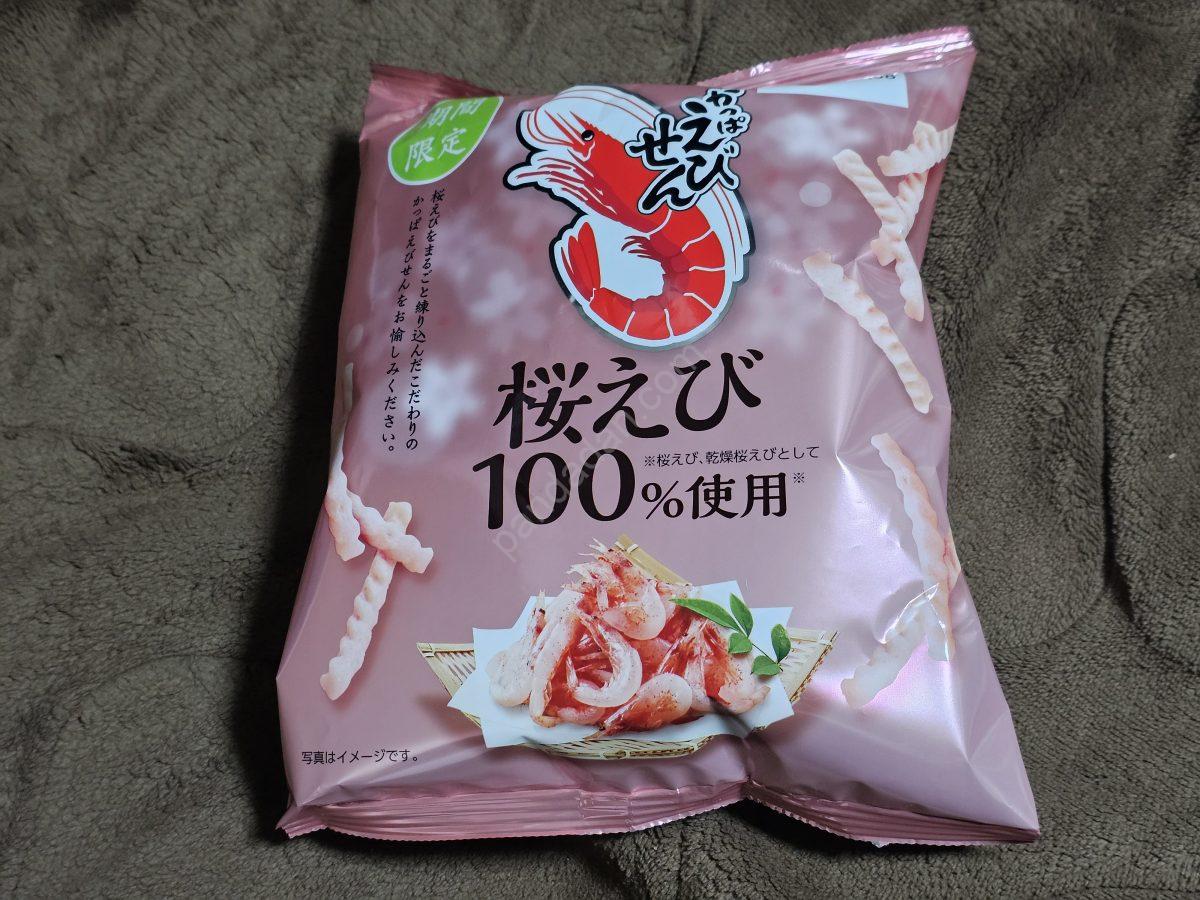 期間
限定
かっぱ
えび
せん
桜えびをまるごと練り込んだこだわりの
かっぱえびせんをお愉しみください。
桜えび
※桜えび、乾燥桜えびとして
100%使用※
写真はイメージです。